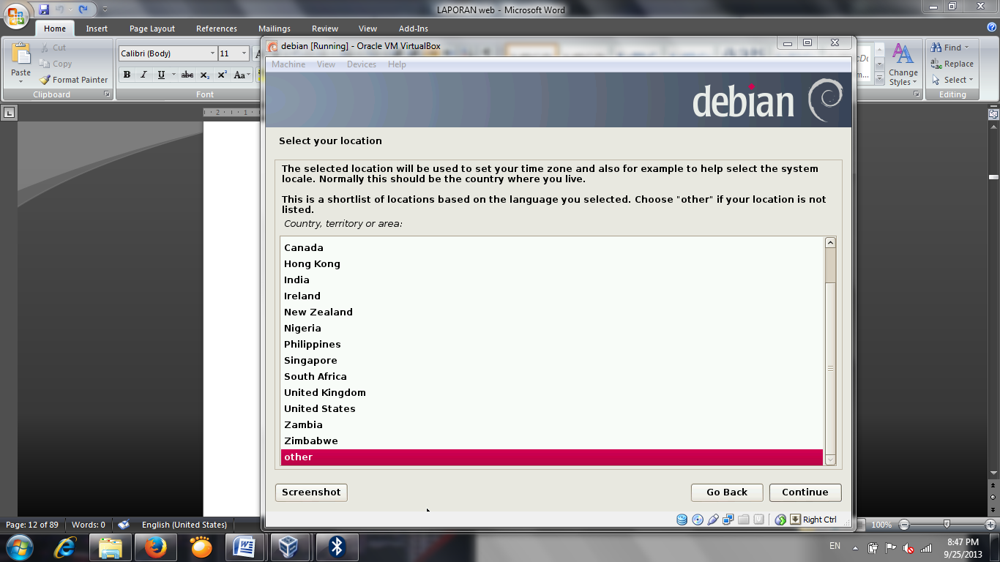 LAPORAN web - Microsoft Word
Home Insert Page Layout References Mailings Review View Add-Ins
Paste
Cut
Copy
Format Painter
Clipboard
Calibri (Body) 11
B I U abc x₂ x² Aa
Font
Change
Styles
Find
Replace
Select
Editing
2 1
debian [Running] - Oracle VM VirtualBox
Machine View Devices Help
debian
Select your location
The selected location will be used to set your time zone and also for example to help select the system
locale. Normally this should be the country where you live.
This is a shortlist of locations based on the language you selected. Choose "other" if your location is not
listed.
Country, territory or area:
Canada
Hong Kong
India
Ireland
New Zealand
Nigeria
Philippines
Singapore
South Africa
United Kingdom
United States
Zambia
Zimbabwe
other
Screenshot Go Back Continue
Right Ctrl
Page: 12 of 89 Words: 0 English (United States) 100%
EN
8:47 PM
9/25/2013